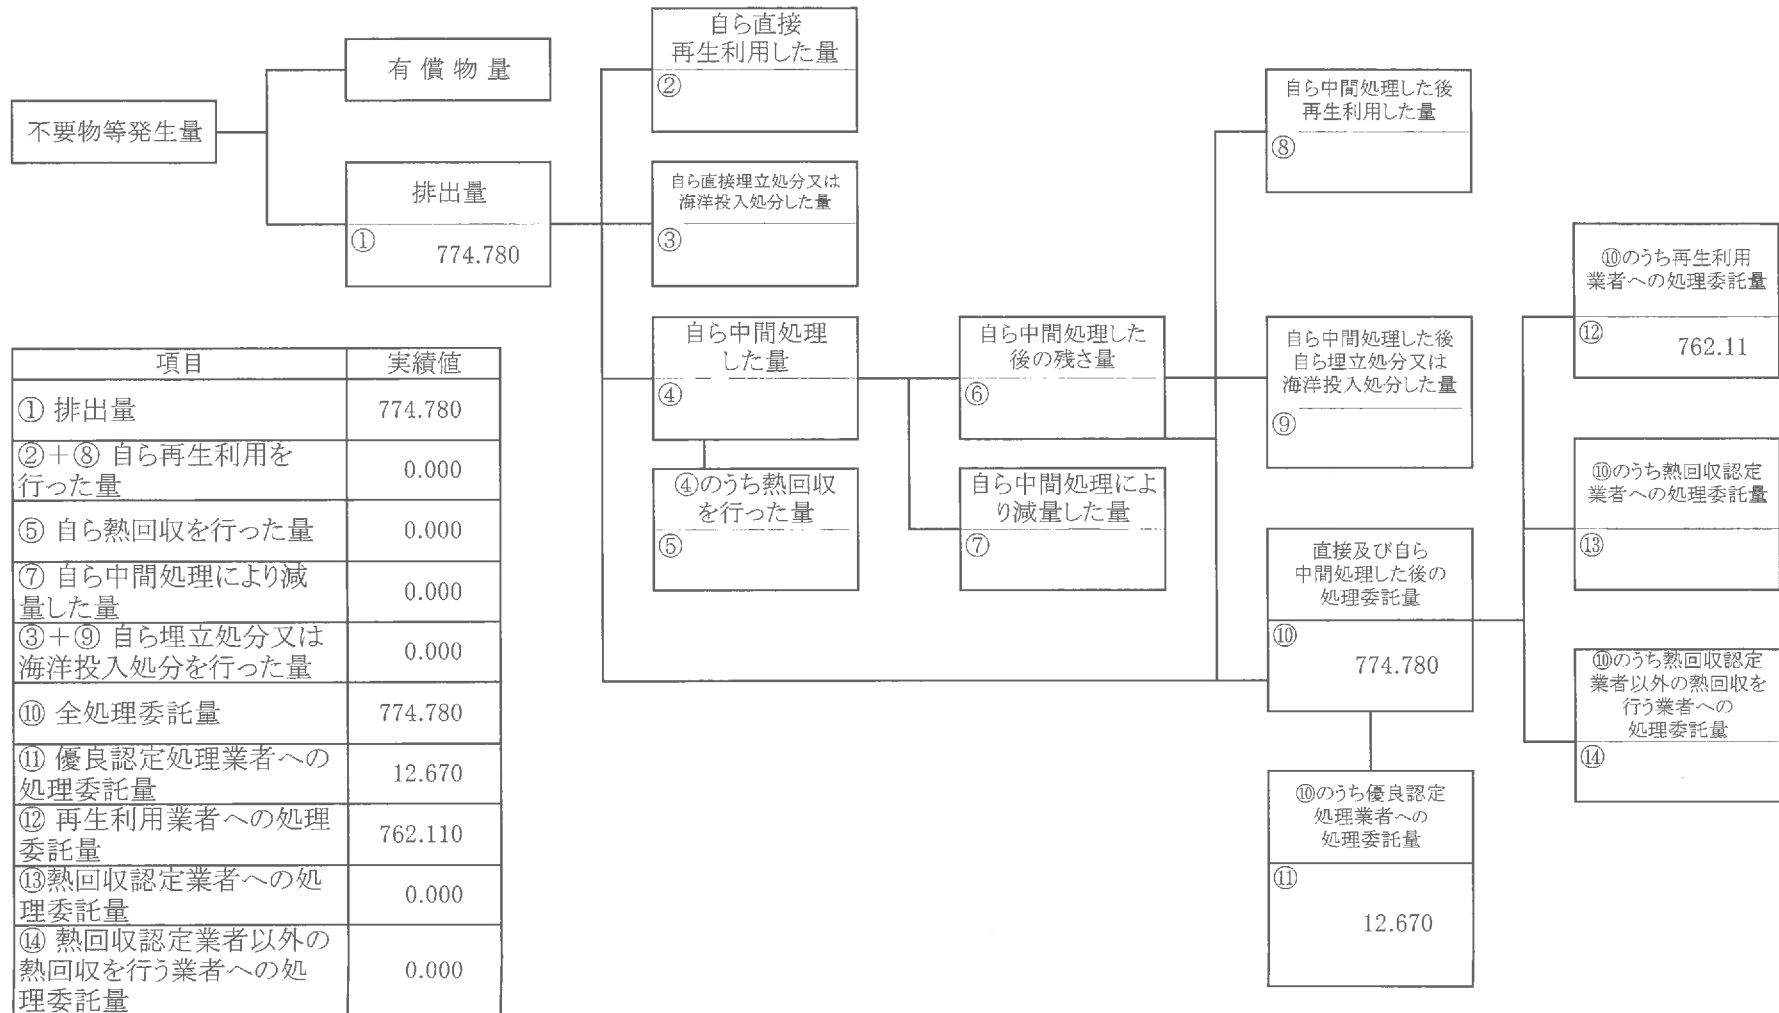 不要物等発生量
有償物量
排出量
①
774.780
自ら直接
再生利用した量
②
自ら直接埋立処分又は
海洋投入処分した量
③
自ら中間処理
した量
④
④のうち熱回収
を行った量
⑤
自ら中間処理した
後の残さ量
⑥
自ら中間処理によ
り減量した量
⑦
自ら中間処理した後
再生利用した量
⑧
自ら中間処理した後
自ら埋立処分又は
海洋投入処分した量
⑨
直接及び自ら
中間処理した後の
処理委託量
⑩
774.780
⑩のうち優良認定
処理業者への
処理委託量
⑪
12.670
⑩のうち再生利用
業者への処理委託量
⑫
762.11
⑩のうち熱回収認定
業者への処理委託量
⑬
⑩のうち熱回収認定
業者以外の熱回収を
行う業者への
処理委託量
⑭
項目 実績値
① 排出量 774.780
②＋⑧ 自ら再生利用を
行った量 0.000
⑤ 自ら熱回収を行った量 0.000
⑦ 自ら中間処理により減
量した量 0.000
③＋⑨ 自ら埋立処分又は
海洋投入処分を行った量 0.000
⑩ 全処理委託量 774.780
⑪ 優良認定処理業者への
処理委託量 12.670
⑫ 再生利用業者への処理
委託量 762.110
⑬熱回収認定業者への処
理委託量 0.000
⑭ 熱回収認定業者以外の
熱回収を行う業者への処
理委託量 0.000